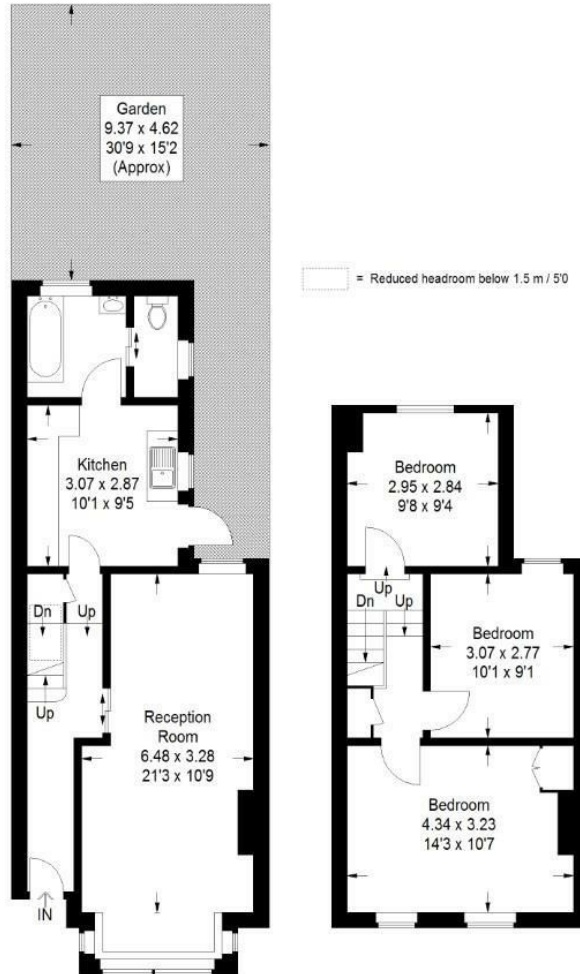 Garden
9.37 x 4.62
30'9 x 15'2
(Approx)
= Reduced headroom below 1.5 m / 5'0
Kitchen
3.07 x 2.87
10'1 x 9'5
Dn
Up
Up
Reception
Room
6.48 x 3.28
21'3 x 10'9
IN
Bedroom
2.95 x 2.84
9'8 x 9'4
Up
Dn
Up
Bedroom
3.07 x 2.77
10'1 x 9'1
Bedroom
4.34 x 3.23
14'3 x 10'7